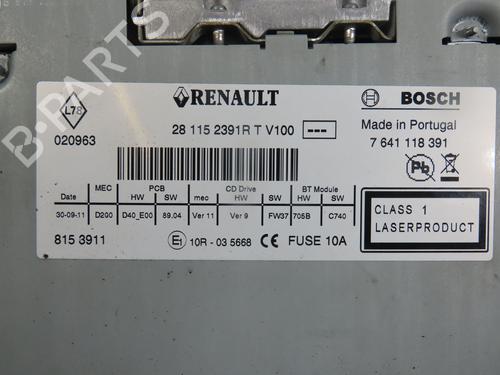 B-PARTS
L78
RENAULT
BOSCH
020963
28 115 2391R T V100
---
Made in Portugal
7 641 118 391
Pb
Date MEC PCB CD Drive BT Module
HW SW mec HW SW HW SW
30-09-11 D200 D40_E00 89.04 Ver 11 Ver 9 FW37 705B C740
CLASS 1
LASERPRODUCT
815 3911
E1 10R - 03 5668 CE FUSE 10A